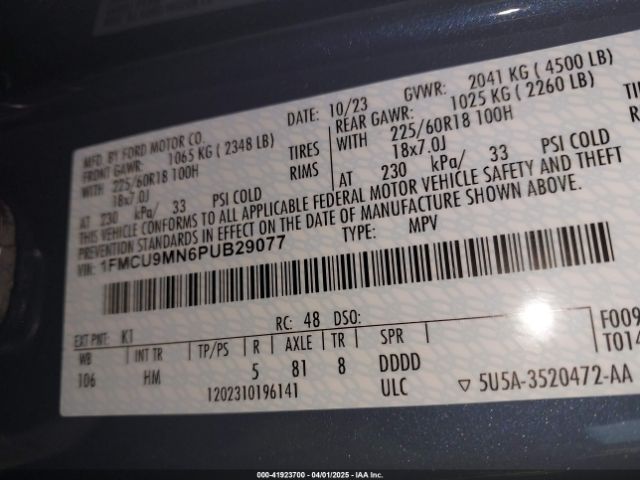 MFD. BY FORD MOTOR CO.
DATE: 10/23 GVWR: 2041 KG ( 4500 LB)
FRONT GAWR: 1065 KG ( 2348 LB) REAR GAWR: 1025 KG ( 2260 LB)
WITH 225/60R18 100H TIRES WITH 225/60R18 100H
18x7.0J RIMS 18x7.0J
AT 230 kPa/ 33 PSI COLD AT 230 kPa/ 33 PSI COLD
THIS VEHICLE CONFORMS TO ALL APPLICABLE FEDERAL MOTOR VEHICLE SAFETY AND THEFT
PREVENTION STANDARDS IN EFFECT ON THE DATE OF MANUFACTURE SHOWN ABOVE.
VIN: 1FMCU9MN6PUB29077 TYPE: MPV
EXT PNT: K1 RC: 48 DSO: F009
WB INT TR TP/PS R AXLE TR SPR T014
106 HM 5 81 8 DDDD
1202310196141 ULC ▽ 5U5A-3520472-AA
000-41923700 - 04/01/2025 - IAA Inc.